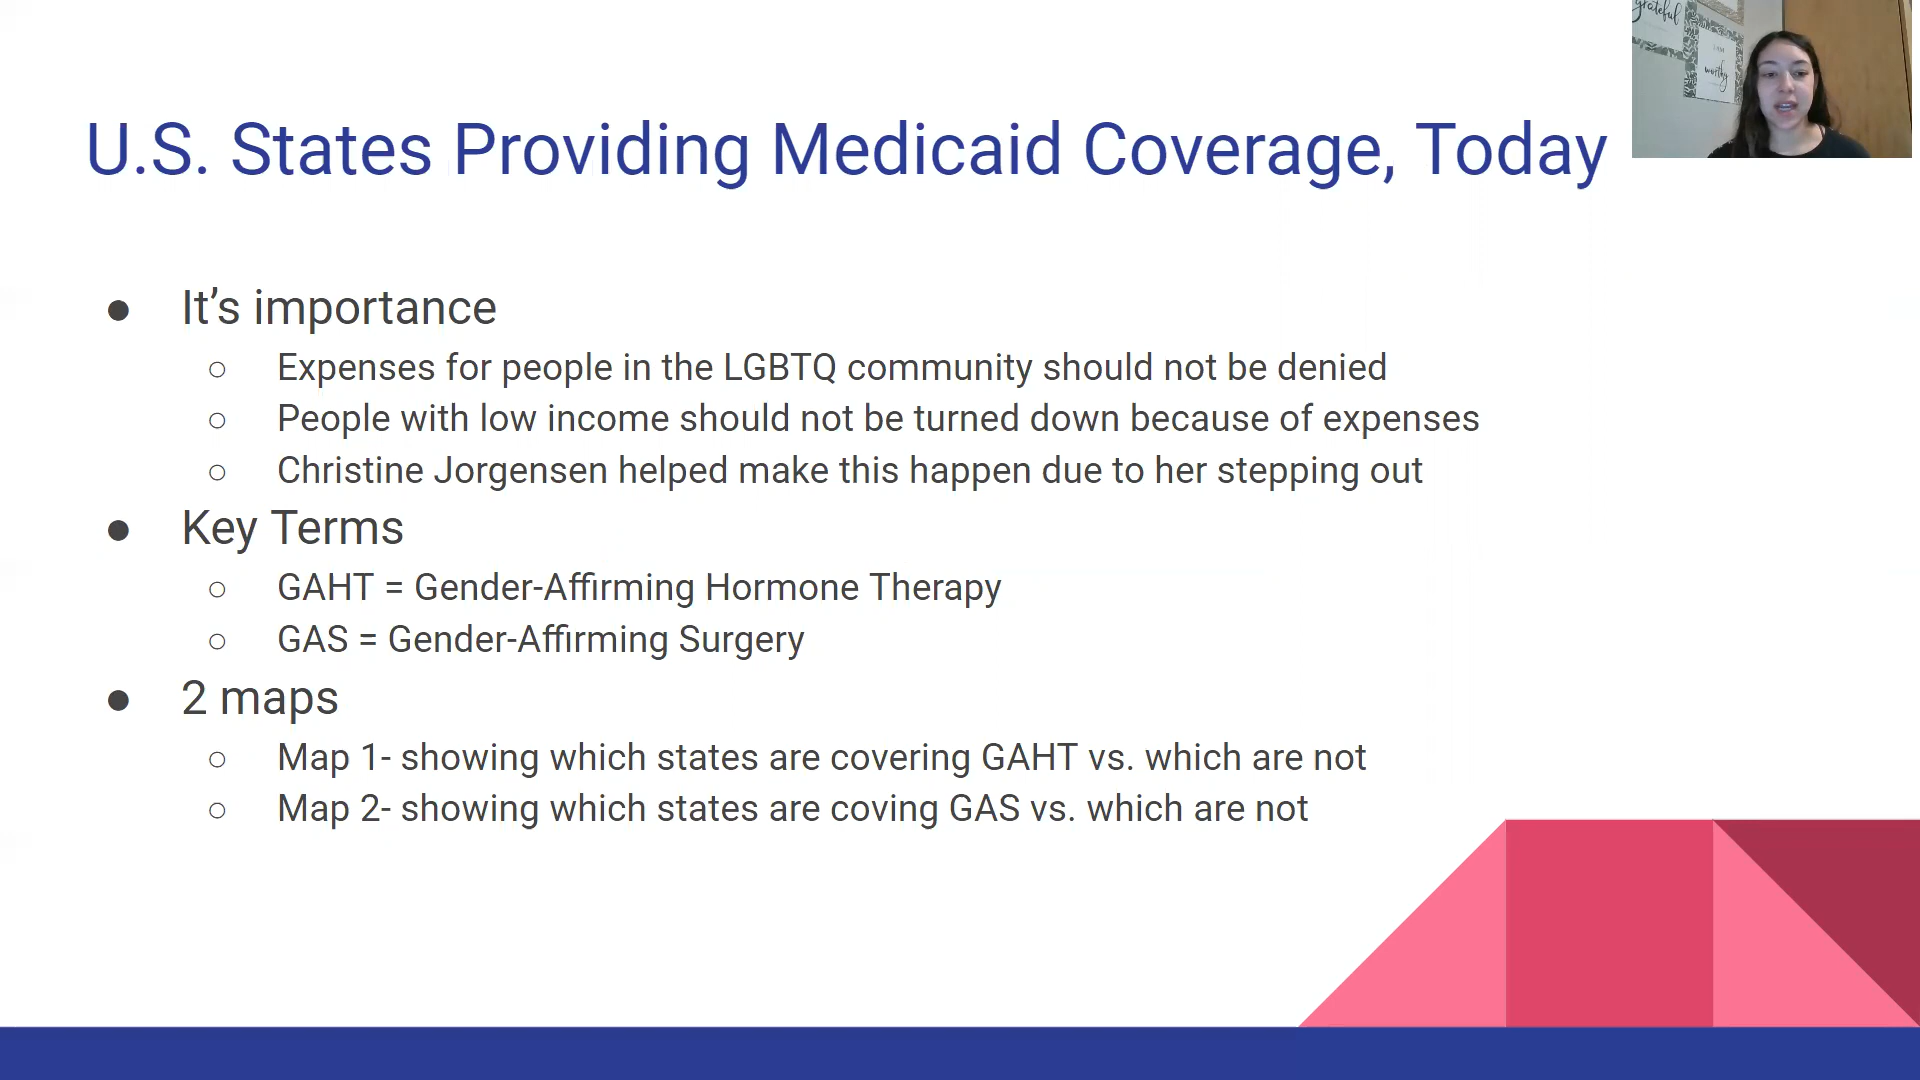 grateful
I AM
worthy
U.S. States Providing Medicaid Coverage, Today
● It’s importance
○ Expenses for people in the LGBTQ community should not be denied
○ People with low income should not be turned down because of expenses
○ Christine Jorgensen helped make this happen due to her stepping out
● Key Terms
○ GAHT = Gender-Affirming Hormone Therapy
○ GAS = Gender-Affirming Surgery
● 2 maps
○ Map 1- showing which states are covering GAHT vs. which are not
○ Map 2- showing which states are coving GAS vs. which are not